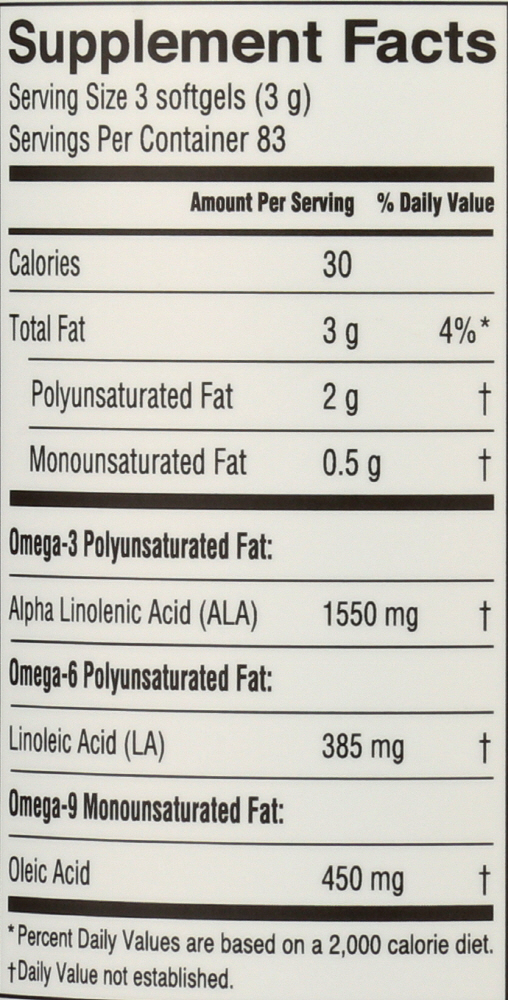 Supplement Facts
Serving Size 3 softgels (3 g)
Servings Per Container 83
Amount Per Serving % Daily Value
Calories 30
Total Fat 3 g 4%*
Polyunsaturated Fat 2 g †
Monounsaturated Fat 0.5 g †
Omega-3 Polyunsaturated Fat:
Alpha Linolenic Acid (ALA) 1550 mg †
Omega-6 Polyunsaturated Fat:
Linoleic Acid (LA) 385 mg †
Omega-9 Monounsaturated Fat:
Oleic Acid 450 mg †
*Percent Daily Values are based on a 2,000 calorie diet.
†Daily Value not established.